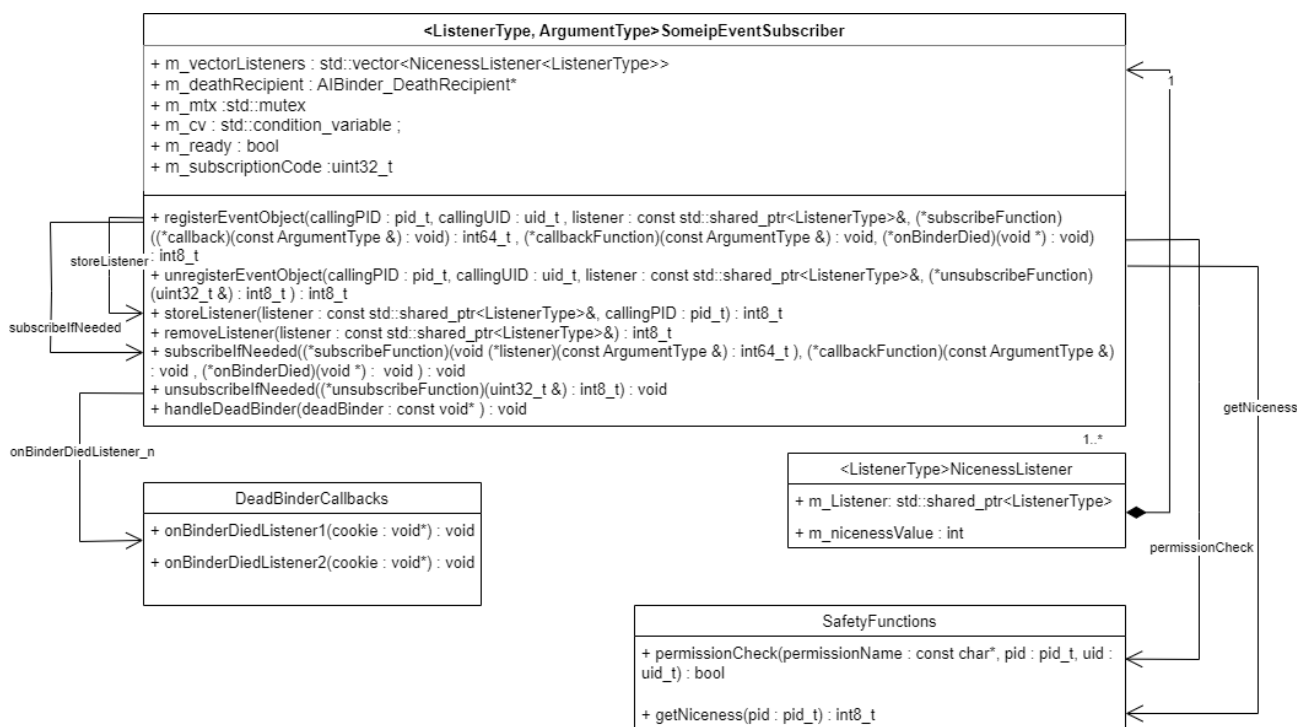 <ListenerType, ArgumentType>SomeipEventSubscriber
+ m_vectorListeners : std::vector<NicenessListener<ListenerType>>
+ m_deathRecipient : AIBinder_DeathRecipient*
+ m_mtx :std::mutex
+ m_cv : std::condition_variable ;
+ m_ready : bool
+ m_subscriptionCode :uint32_t
1
+ registerEventObject(callingPID : pid_t, callingUID : uid_t , listener : const std::shared_ptr<ListenerType>&, (*subscribeFunction)
((*callback)(const ArgumentType &) : void) : int64_t , (*callbackFunction)(const ArgumentType &) : void, (*onBinderDied)(void *) : void)
: int8_t
+ unregisterEventObject(callingPID : pid_t, callingUID : uid_t, listener : const std::shared_ptr<ListenerType>&, (*unsubscribeFunction)
(uint32_t &) : int8_t ) : int8_t
+ storeListener(listener : const std::shared_ptr<ListenerType>&, callingPID : pid_t) : int8_t
+ removeListener(listener : const std::shared_ptr<ListenerType>&) : int8_t
+ subscribeIfNeeded((*subscribeFunction)(void (*listener)(const ArgumentType &) : int64_t ), (*callbackFunction)(const ArgumentType &)
: void , (*onBinderDied)(void *) : void ) : void
+ unsubscribeIfNeeded((*unsubscribeFunction)(uint32_t &) : int8_t) : void
+ handleDeadBinder(deadBinder : const void* ) : void
storeListener
subscribeIfNeeded
getNiceness
onBinderDiedListener_n
1..*
<ListenerType>NicenessListener
+ m_Listener: std::shared_ptr<ListenerType>
+ m_nicenessValue : int
DeadBinderCallbacks
+ onBinderDiedListener1(cookie : void*) : void
+ onBinderDiedListener2(cookie : void*) : void
permissionCheck
SafetyFunctions
+ permissionCheck(permissionName : const char*, pid : pid_t, uid :
uid_t) : bool
+ getNiceness(pid : pid_t) : int8_t